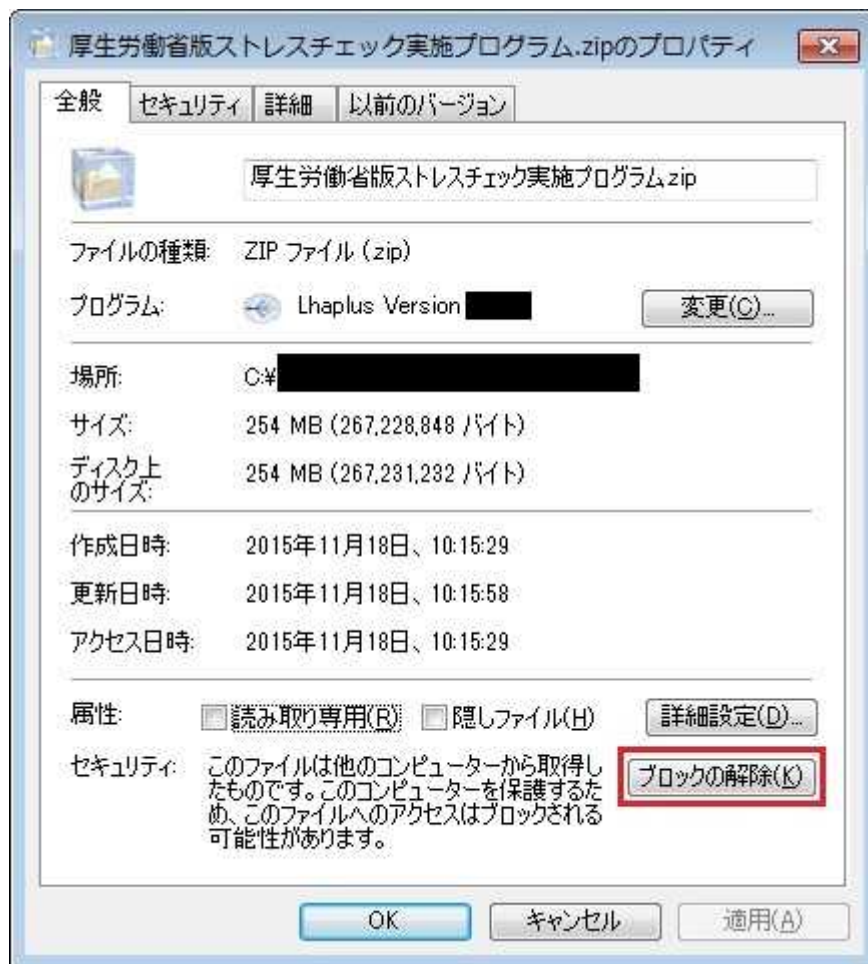 厚生労働省版ストレスチェック実施プログラム.zipのプロパティ
全般 セキュリティ 詳細 以前のバージョン
厚生労働省版ストレスチェック実施プログラム.zip
ファイルの種類: ZIP ファイル (.zip)
プログラム: Lhaplus Version 変更(C)...
場所: C:¥
サイズ: 254 MB (267,228,848 バイト)
ディスク上
のサイズ: 254 MB (267,231,232 バイト)
作成日時: 2015年11月18日、10:15:29
更新日時: 2015年11月18日、10:15:58
アクセス日時: 2015年11月18日、10:15:29
属性: 読み取り専用(R) 隠しファイル(H) 詳細設定(D)...
セキュリティ: このファイルは他のコンピューターから取得し
たものです。このコンピューターを保護するた
め、このファイルへのアクセスはブロックされる
可能性があります。
ブロックの解除(K)
OK キャンセル 適用(A)